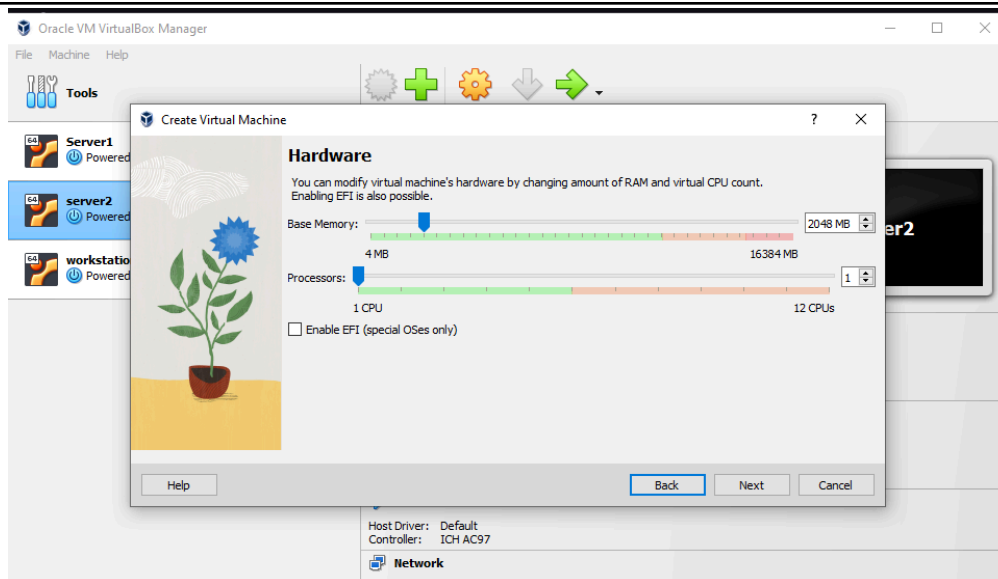 Oracle VM VirtualBox Manager
File Machine Help
Tools
Create Virtual Machine
?
64
Server1
Powered
64
server2
Powered
64
workstatio
Powered
Hardware
You can modify virtual machine's hardware by changing amount of RAM and virtual CPU count.
Enabling EFI is also possible.
Base Memory:
2048 MB
4 MB
16384 MB
Processors:
1
1 CPU
12 CPUs
Enable EFI (special OSes only)
er2
Help
Back
Next
Cancel
Host Driver: Default
Controller: ICH AC97
Network